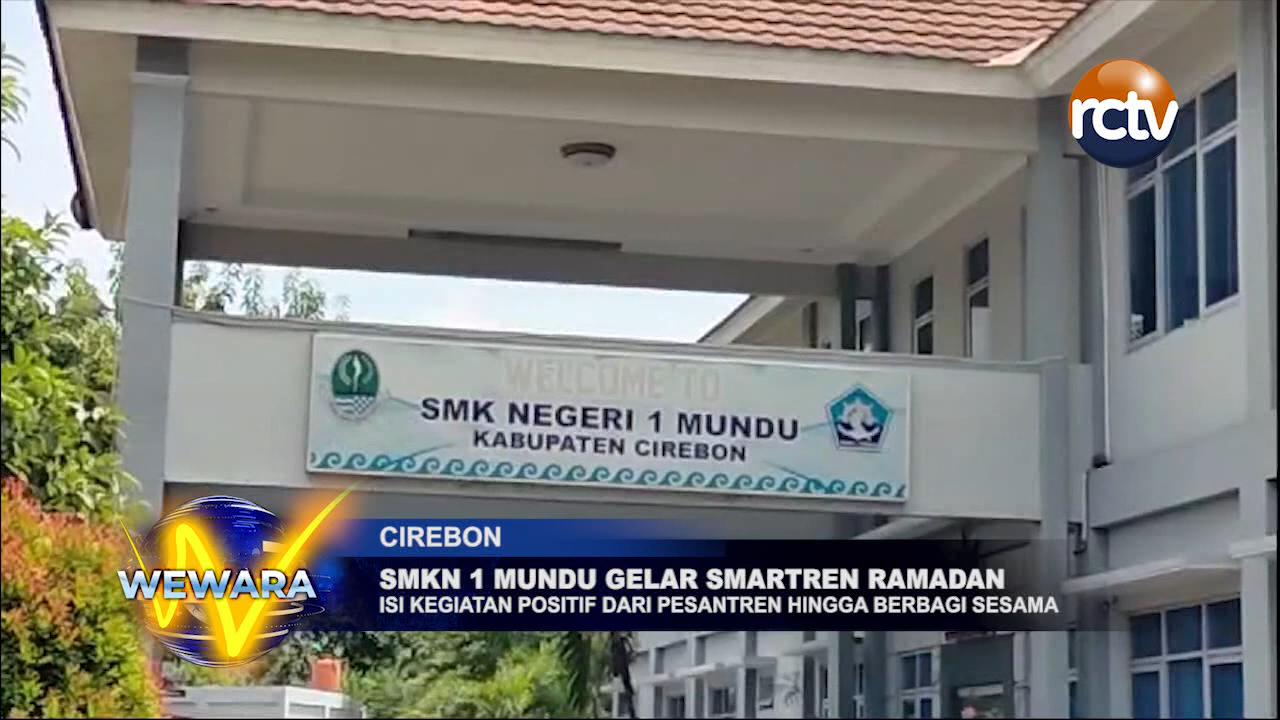 rctv
WELCOME TO
SMK NEGERI 1 MUNDU
KABUPATEN CIREBON
CIREBON
WEWARA
SMKN 1 MUNDU GELAR SMARTREN RAMADAN
ISI KEGIATAN POSITIF DARI PESANTREN HINGGA BERBAGI SESAMA